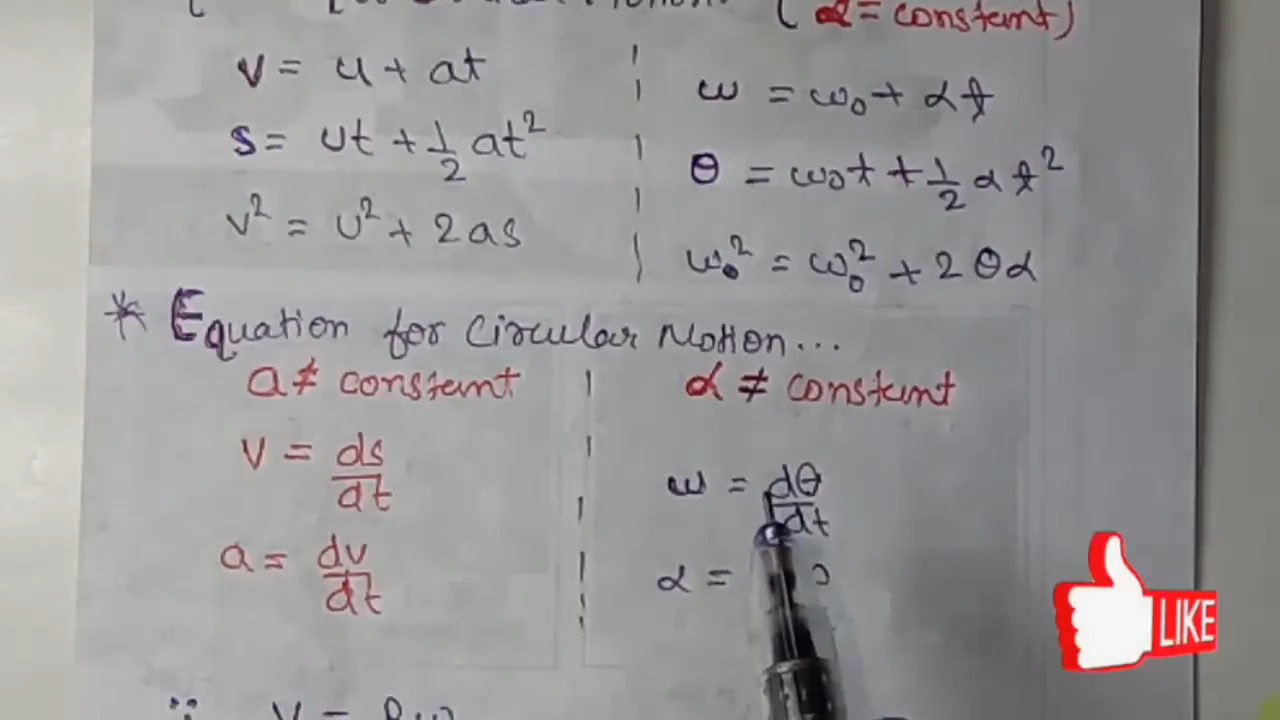 (α = constant)
v = u + at
ω = ω₀ + αt
s = ut + 1/2 at²
θ = ω₀t + 1/2 αt²
v² = u² + 2as
ω₀² = ω₀² + 2θα
* Equation for Circular Motion...
a ≠ constant
α ≠ constant
v = ds/dt
ω = dθ/dt
a = dv/dt
α =
V = Rω
LIKE